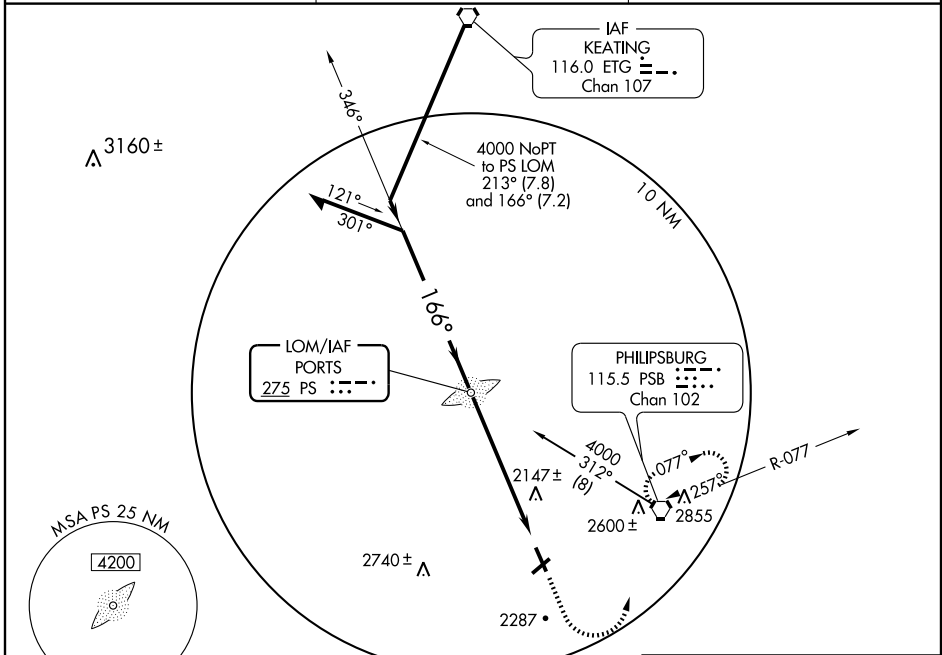 IAF
KEATING
116.0 ETG
Chan 107
346°
3160 ±
4000 NoPT
to PS LOM
213° (7.8)
and 166° (7.2)
10 NM
121°
301°
166°
LOM/IAF
PORTS
275 PS
PHILIPSBURG
115.5 PSB
Chan 102
4000
312°
(8)
077°
257°
R-077
2147 ±
2600 ±
2855
MSA PS 25 NM
4200
2740 ±
2287